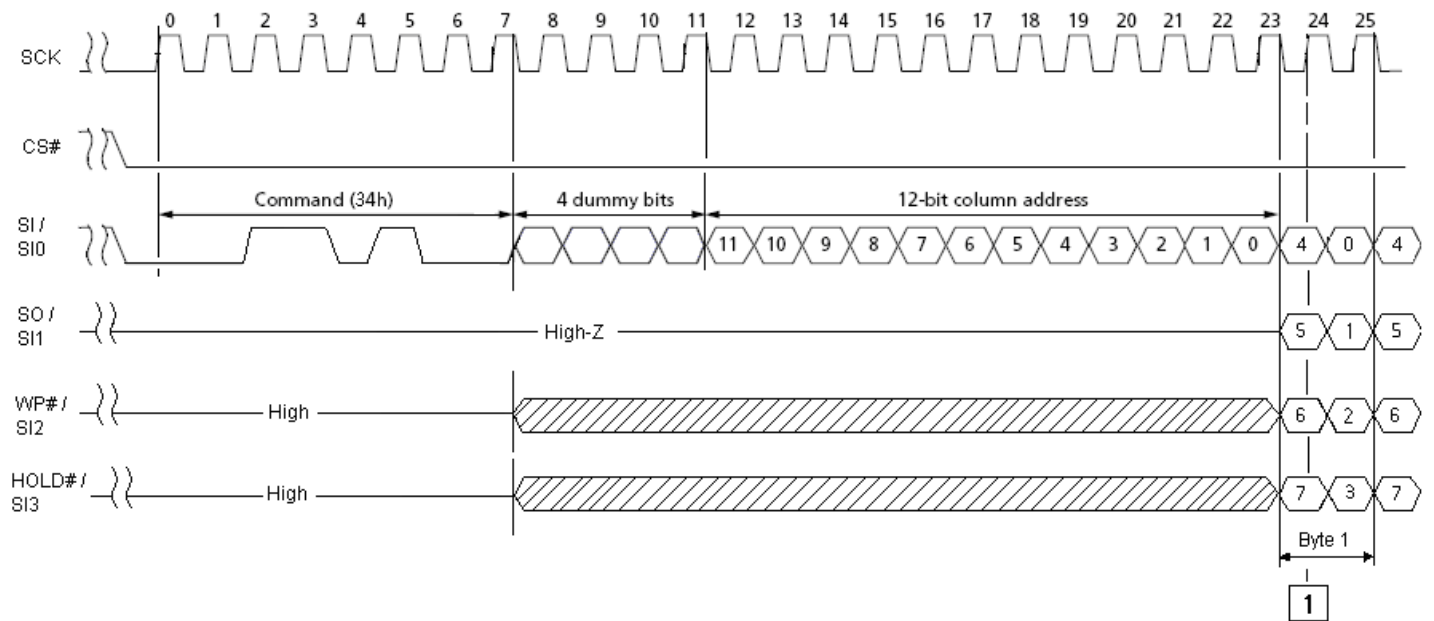 0 1 2 3 4 5 6 7 8 9 10 11 12 13 14 15 16 17 18 19 20 21 22 23 24 25
SCK
CS#
Command (34h) 4 dummy bits 12-bit column address
SI /
SI0
11 10 9 8 7 6 5 4 3 2 1 0 4 0 4
SO /
SI1
High-Z
5 1 5
WP# /
SI2
High
6 2 6
HOLD# /
SI3
High
7 3 7
Byte 1
1